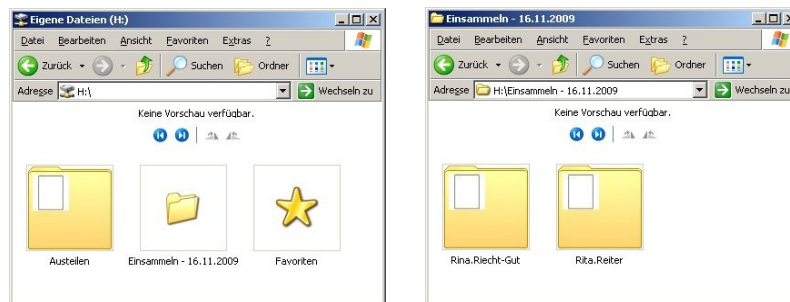 Eigene Dateien (H:)
Datei Bearbeiten Ansicht Favoriten Extras ?
Zurück Suchen Ordner
Adresse H:\ Wechseln zu
Keine Vorschau verfügbar.
Austeilen Einsammeln - 16.11.2009 Favoriten
Einsammeln - 16.11.2009
Datei Bearbeiten Ansicht Favoriten Extras ?
Zurück Suchen Ordner
Adresse H:\Einsammeln - 16.11.2009 Wechseln zu
Keine Vorschau verfügbar.
Rina.Riecht-Gut Rita.Reiter